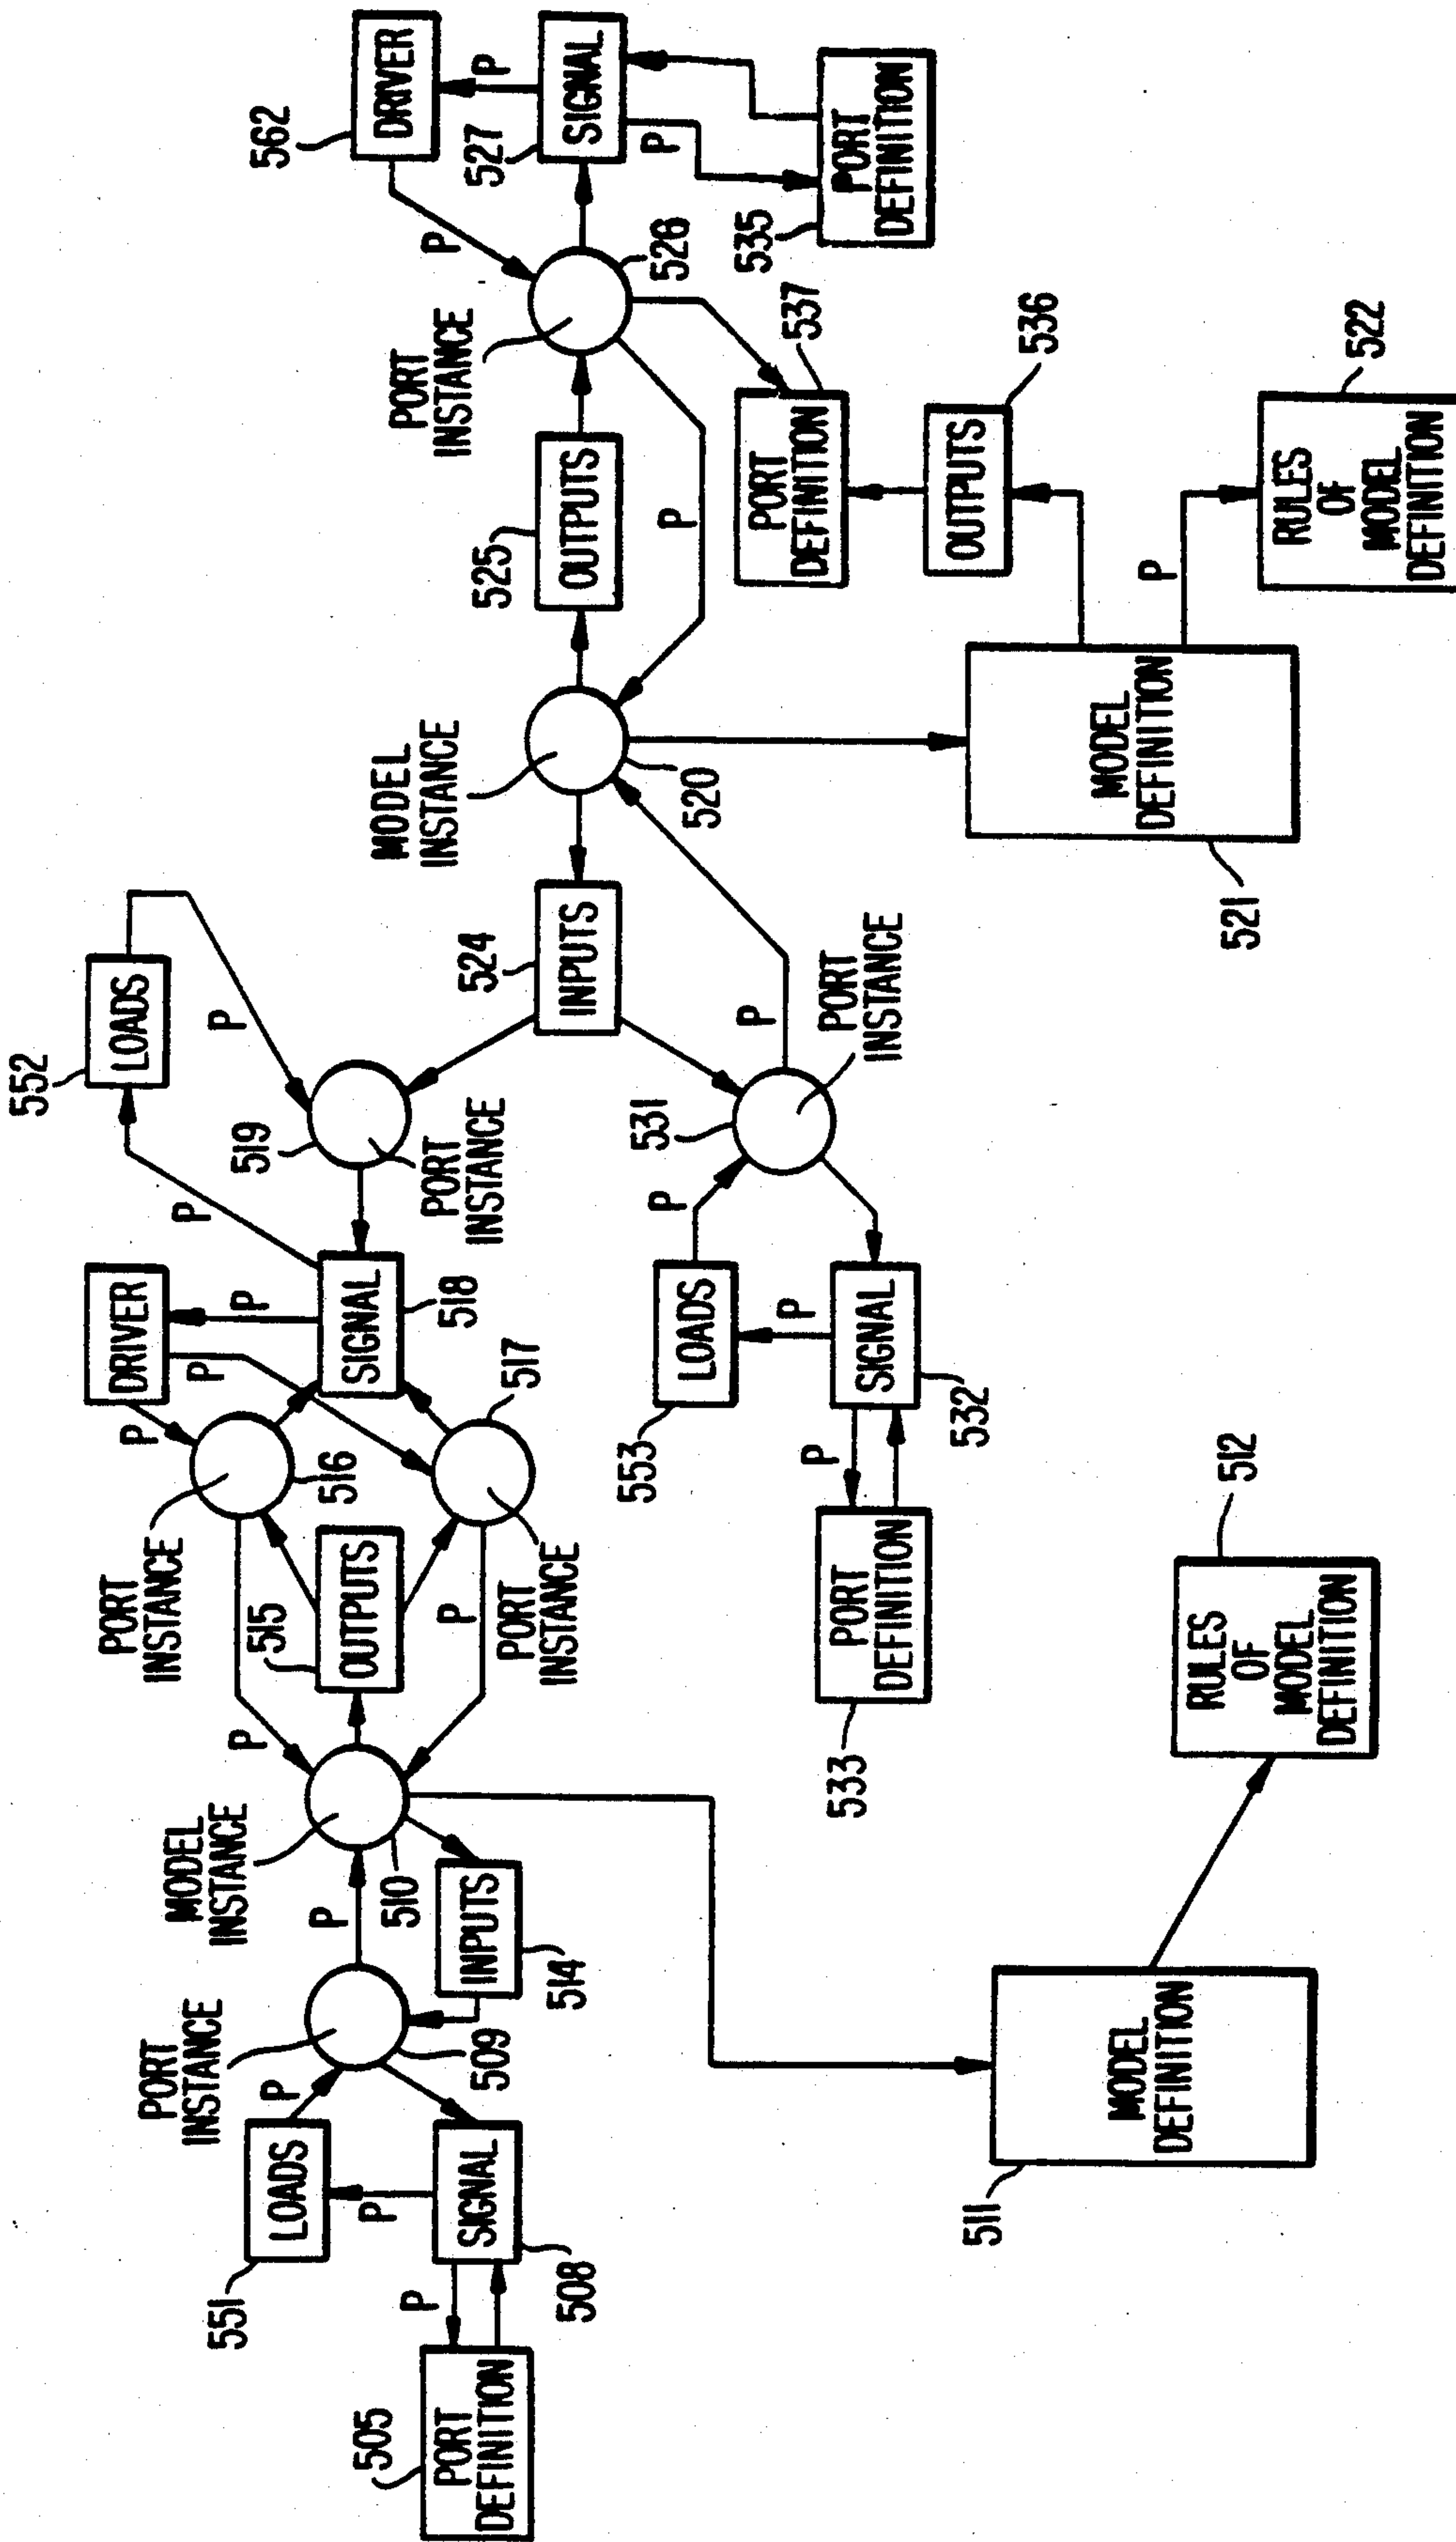 505
PORT
DEFINITION
P
508
SIGNAL
P
551
LOADS
P
PORT
INSTANCE
509
P
514
INPUTS
MODEL
INSTANCE
510
P
P
PORT
INSTANCE
515
OUTPUTS
PORT
INSTANCE
516
517
P
P
DRIVER
P
SIGNAL
518
P
552
LOADS
P
519
PORT
INSTANCE
511
MODEL
DEFINITION
512
RULES
OF
MODEL
DEFINITION
533
PORT
DEFINITION
P
SIGNAL
532
P
553
LOADS
P
531
PORT
INSTANCE
P
524
INPUTS
MODEL
INSTANCE
520
521
MODEL
DEFINITION
P
RULES
OF
MODEL
DEFINITION
522
OUTPUTS
536
PORT
DEFINITION
537
525
OUTPUTS
P
PORT
INSTANCE
526
P
562
DRIVER
P
527
SIGNAL
P
535
PORT
DEFINITION